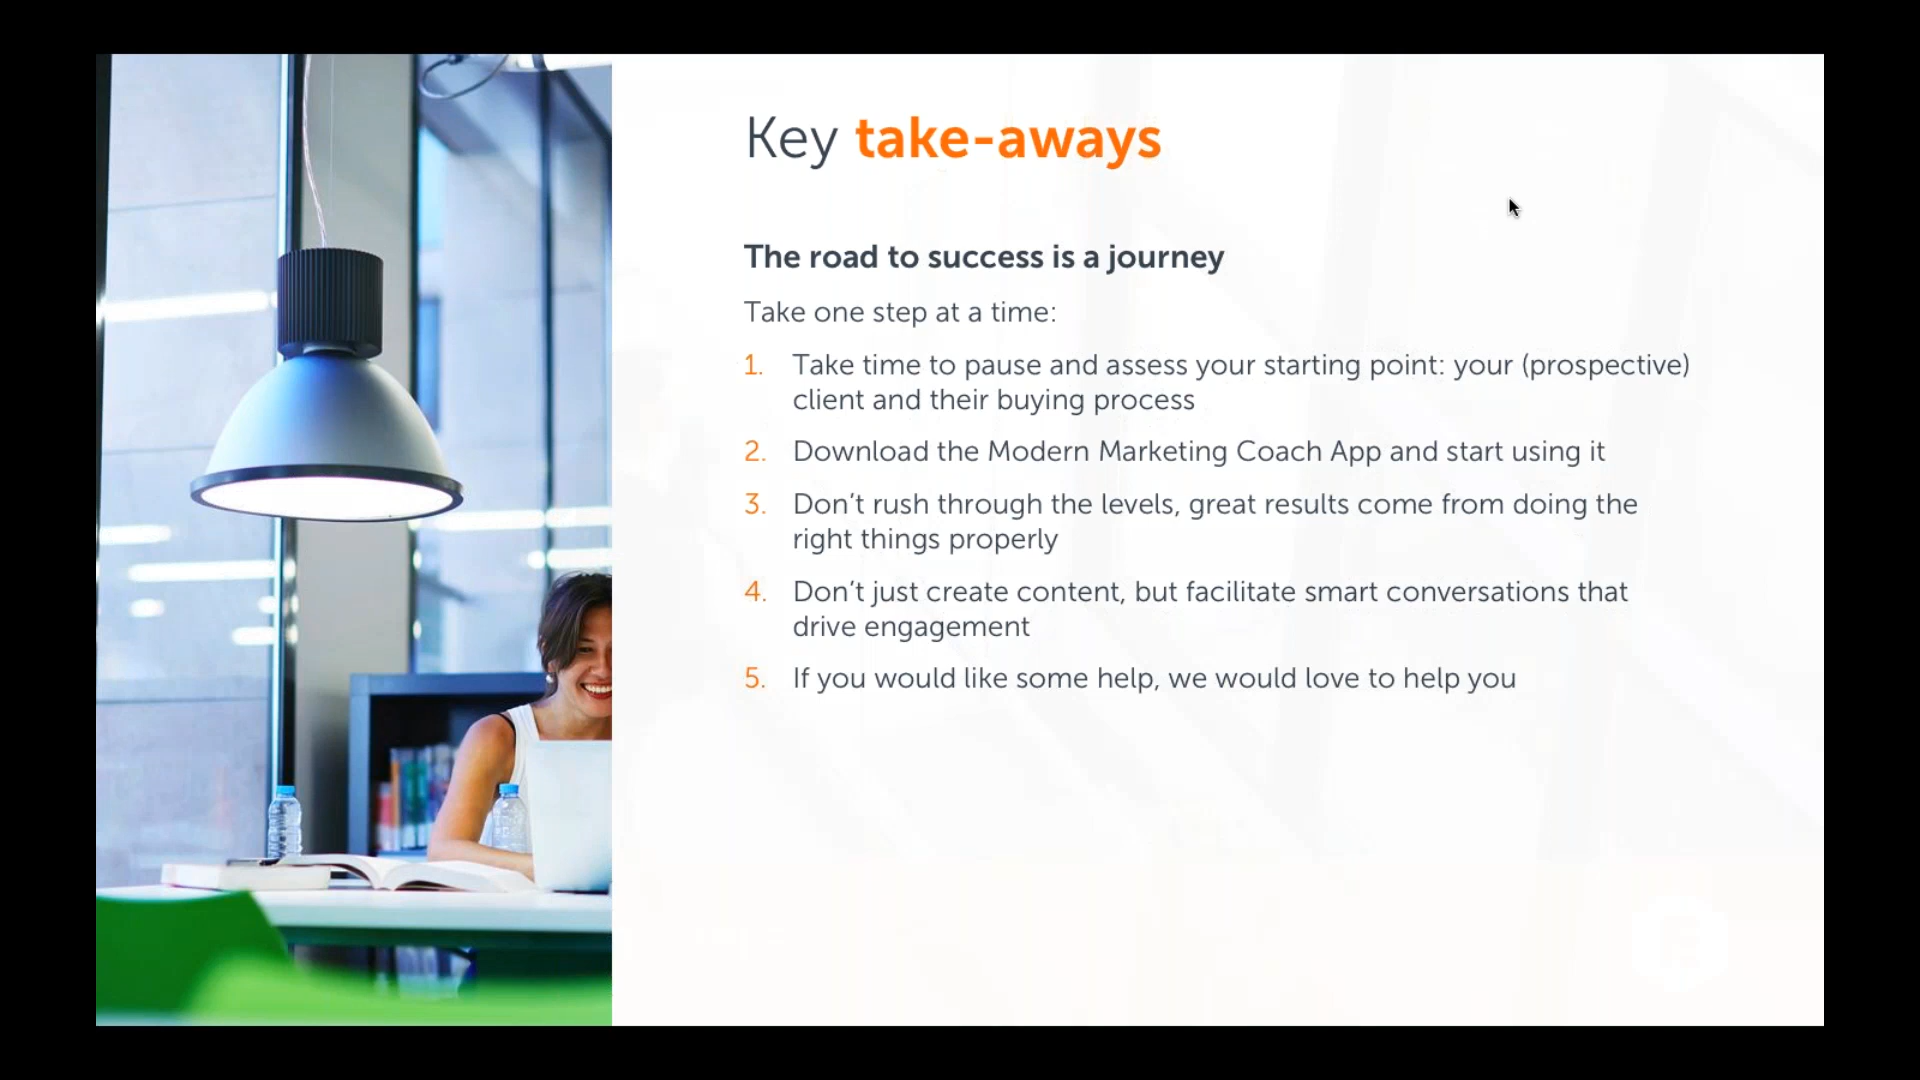 Key take-aways
The road to success is a journey
Take one step at a time:
1. Take time to pause and assess your starting point: your (prospective)
client and their buying process
2. Download the Modern Marketing Coach App and start using it
3. Don’t rush through the levels, great results come from doing the
right things properly
4. Don’t just create content, but facilitate smart conversations that
drive engagement
5. If you would like some help, we would love to help you